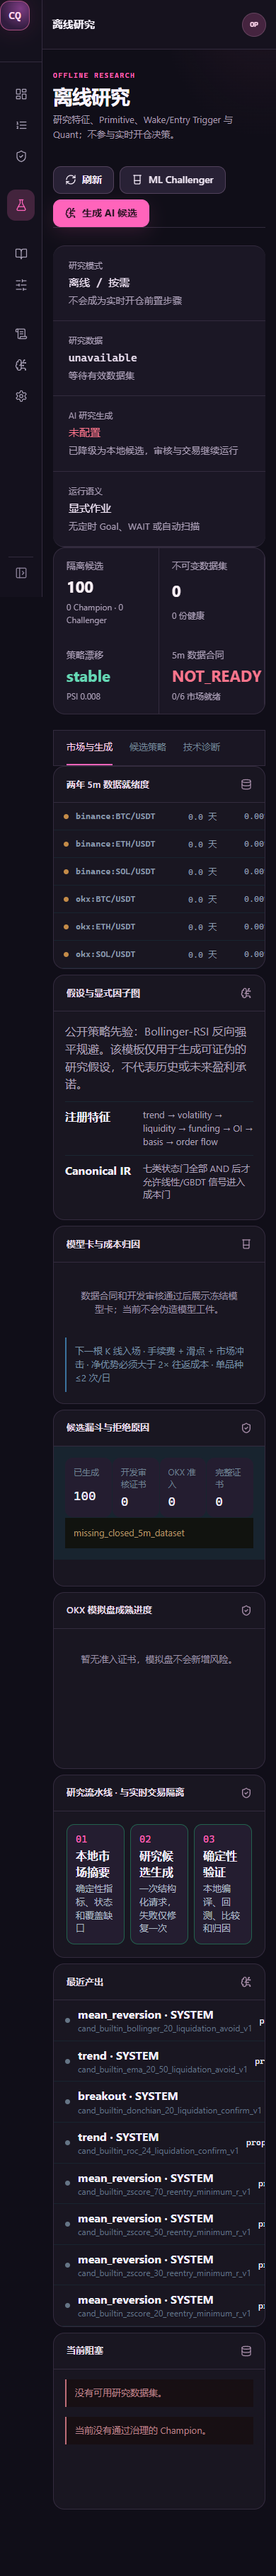 CQ
离线研究
OP
OFFLINE RESEARCH
离线研究
研究特征、Primitive、Wake/Entry Trigger 与
Quant；不参与实时开仓决策。
刷新
ML Challenger
生成 AI 候选
研究模式
离线 / 按需
不会成为实时开仓前置步骤
研究数据
unavailable
等待有效数据集
AI 研究生成
未配置
已降级为本地候选，审核与交易继续运行
运行语义
显式作业
无定时 Goal、WAIT 或自动扫描
隔离候选
100
0 Champion · 0
Challenger
不可变数据集
0
0 份健康
策略漂移
stable
PSI 0.008
5m 数据合同
NOT_READY
0/6 市场就绪
市场与生成
候选策略
技术诊断
两年 5m 数据就绪度
binance:BTC/USDT 0.0 天 0.00
binance:ETH/USDT 0.0 天 0.00
binance:SOL/USDT 0.0 天 0.00
okx:BTC/USDT 0.0 天 0.00
okx:ETH/USDT 0.0 天 0.00
okx:SOL/USDT 0.0 天 0.00
假设与显式因子图
公开策略先验：Bollinger-RSI 反向强
平规避。该模板仅用于生成可证伪的
研究假设，不代表历史或未来盈利承
诺。
注册特征
trend → volatility →
liquidity → funding → OI →
basis → order flow
Canonical IR
七类状态门全部 AND 后才
允许线性/GBDT 信号进入
成本门
模型卡与成本归因
数据合同和开发审核通过后展示冻结模
型卡；当前不会伪造模型工件。
下一根 K 线入场 · 手续费 + 滑点 + 市场冲
击 · 净优势必须大于 2× 往返成本 · 单品种
≤2 次/日
候选漏斗与拒绝原因
已生成
100
开发审
核证书
0
OKX 准
入
0
完整证
书
0
missing_closed_5m_dataset
OKX 模拟盘成熟进度
暂无准入证书，模拟盘不会新增风险。
研究流水线 · 与实时交易隔离
01
本地市
场摘要
确定性指
标、状态
和覆盖缺
口
02
研究候
选生成
一次结构
化请求，
失败仅修
复一次
03
确定性
验证
本地编
译、回
测、比较
和归因
最近产出
mean_reversion · SYSTEM
cand_builtin_bollinger_20_liquidation_avoid_v1
trend · SYSTEM
cand_builtin_ema_20_50_liquidation_avoid_v1 pr
breakout · SYSTEM
cand_builtin_donchian_20_liquidation_confirm_v1
trend · SYSTEM
cand_builtin_roc_24_liquidation_confirm_v1 prop
mean_reversion · SYSTEM
cand_builtin_zscore_70_reentry_minimum_r_v1
mean_reversion · SYSTEM
cand_builtin_zscore_50_reentry_minimum_r_v1
mean_reversion · SYSTEM
cand_builtin_zscore_30_reentry_minimum_r_v1
mean_reversion · SYSTEM
cand_builtin_zscore_20_reentry_minimum_r_v1
当前阻塞
没有可用研究数据集。
当前没有通过治理的 Champion。